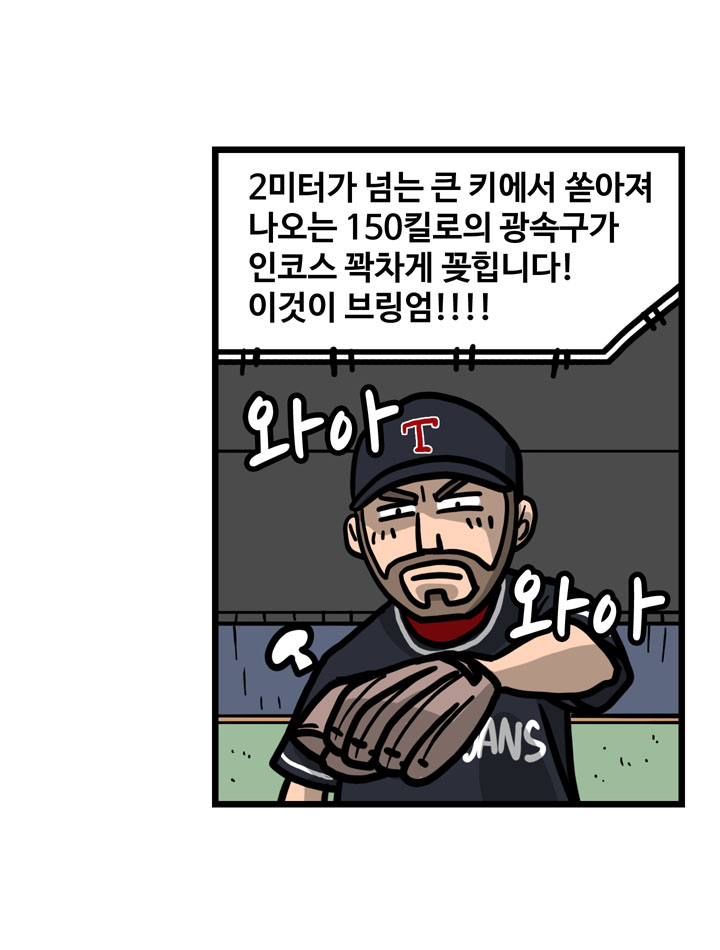 2미터가 넘는 큰 키에서 쏟아져
나오는 150킬로의 광속구가
인코스 꽉차게 꽂힙니다!
이것이 브링엄!!!!
와아
T
와아
ANS